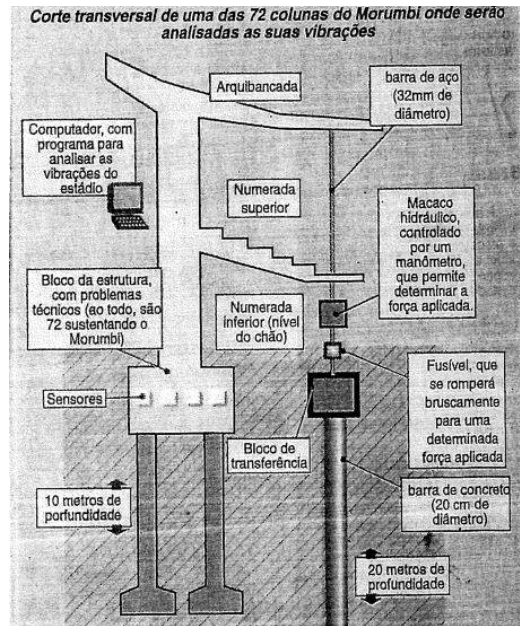 Corte transversal de uma das 72 colunas do Morumbi onde serão
analisadas as suas vibrações
Arquibancada
barra de aço
(32mm de
diâmetro)
Computador, com
programa para
analisar as
vibrações do
estádio
Numerada
superior
Macaco
hidráulico,
controlado
por um
manômetro,
que permite
determinar a
força aplicada.
Bloco da estrutura,
com problemas
técnicos (ao todo, são
72 sustentando o
Morumbi)
Numerada
inferior (nível
do chão)
Sensores
Fusível, que
se romperá
bruscamente
para uma
determinada
força aplicada
Bloco de
transferência
10 metros de
porfundidade
barra de concreto
(20 cm de
diâmetro)
20 metros de
profundidade